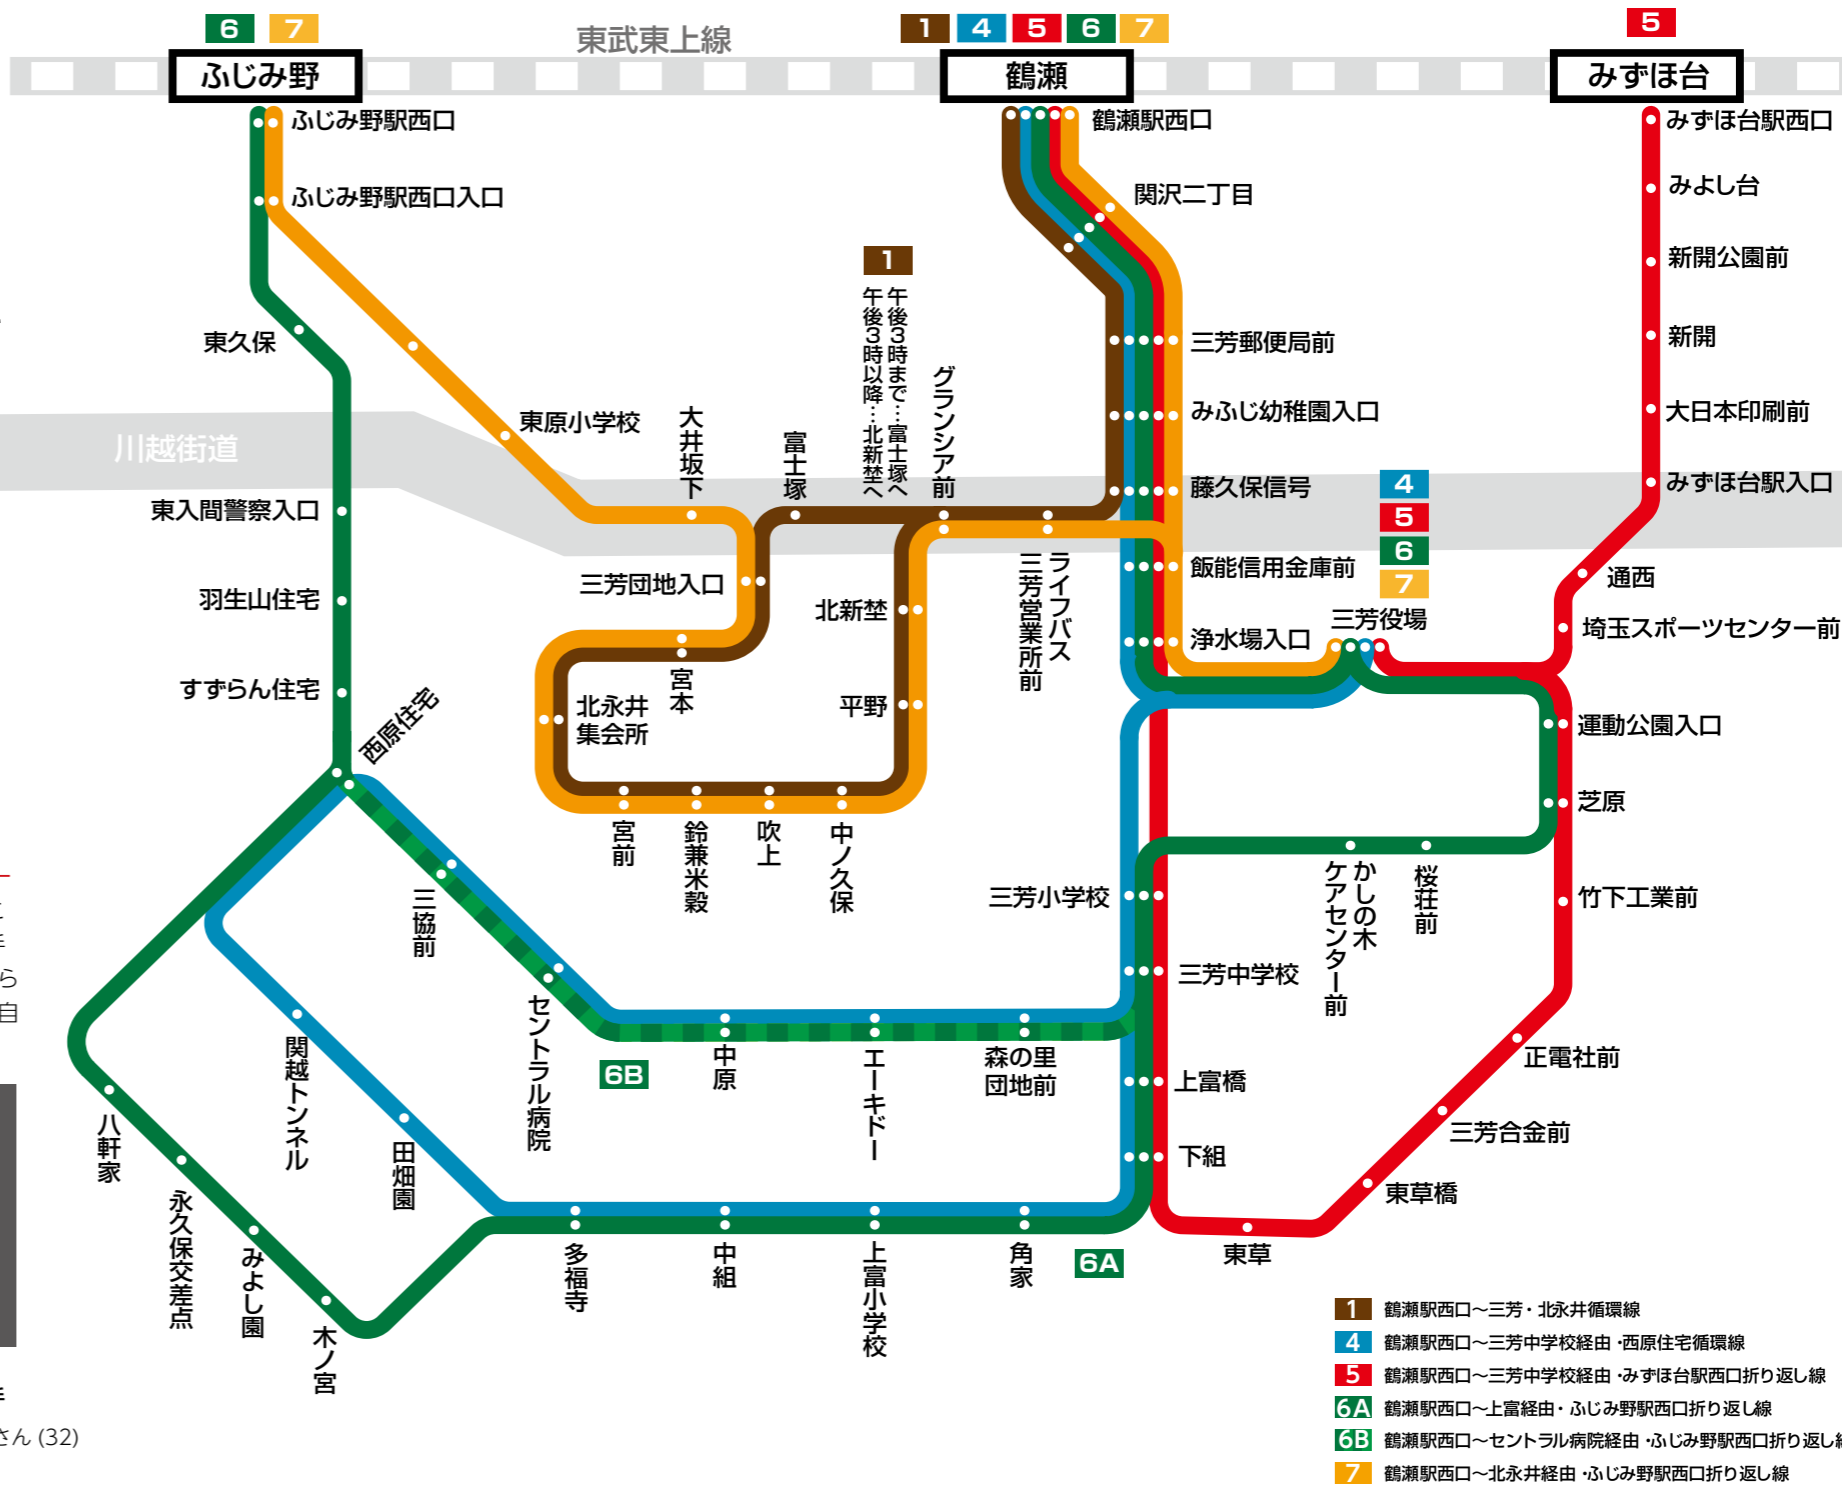 6 7
東武東上線
1 4 5 6 7
5
ふじみ野
鶴瀬
みずほ台
ふじみ野駅西口
ふじみ野駅西口入口
東久保
川越街道
東入間警察入口
羽生山住宅
すずらん住宅
西原住宅
東原小学校
大井坂下
富士塚
1
午後3時まで…富士塚へ
午後3時以降…北新埜へ
グランシア前
ライフバス
三芳営業所前
三芳団地入口
宮本
北永井
集会所
宮前
鈴兼米穀
吹上
中ノ久保
平野
北新埜
鶴瀬駅西口
関沢二丁目
三芳郵便局前
みふじ幼稚園入口
藤久保信号
飯能信用金庫前
浄水場入口
4
5
6
7
三芳役場
みずほ台駅西口
みよし台
新開公園前
新開
大日本印刷前
みずほ台駅入口
通西
埼玉スポーツセンター前
運動公園入口
芝原
竹下工業前
桜荘前
かしの木
ケアセンター前
三芳小学校
三芳中学校
上富橋
下組
正電社前
三芳合金前
東草橋
東草
三協前
セントラル病院
6B
中原
エーキドー
森の里
団地前
関越トンネル
田畑園
八軒家
永久保交差点
みよし園
木ノ宮
多福寺
中組
上富小学校
角家
6A
ら
自
さん (32)
1 鶴瀬駅西口～三芳・北永井循環線
4 鶴瀬駅西口～三芳中学校経由・西原住宅循環線
5 鶴瀬駅西口～三芳中学校経由・みずほ台駅西口折り返し線
6A 鶴瀬駅西口～上富経由・ふじみ野駅西口折り返し線
6B 鶴瀬駅西口～セントラル病院経由・ふじみ野駅西口折り返し
7 鶴瀬駅西口～北永井経由・ふじみ野駅西口折り返し線